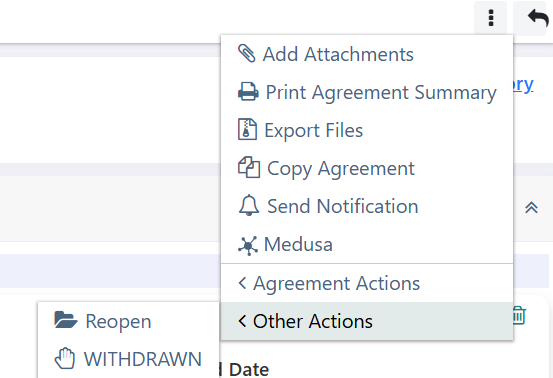 Add Attachments
ory
Print Agreement Summary
Export Files
Copy Agreement
Send Notification
Medusa
Agreement Actions
Other Actions
Reopen
WITHDRAWN
d Date